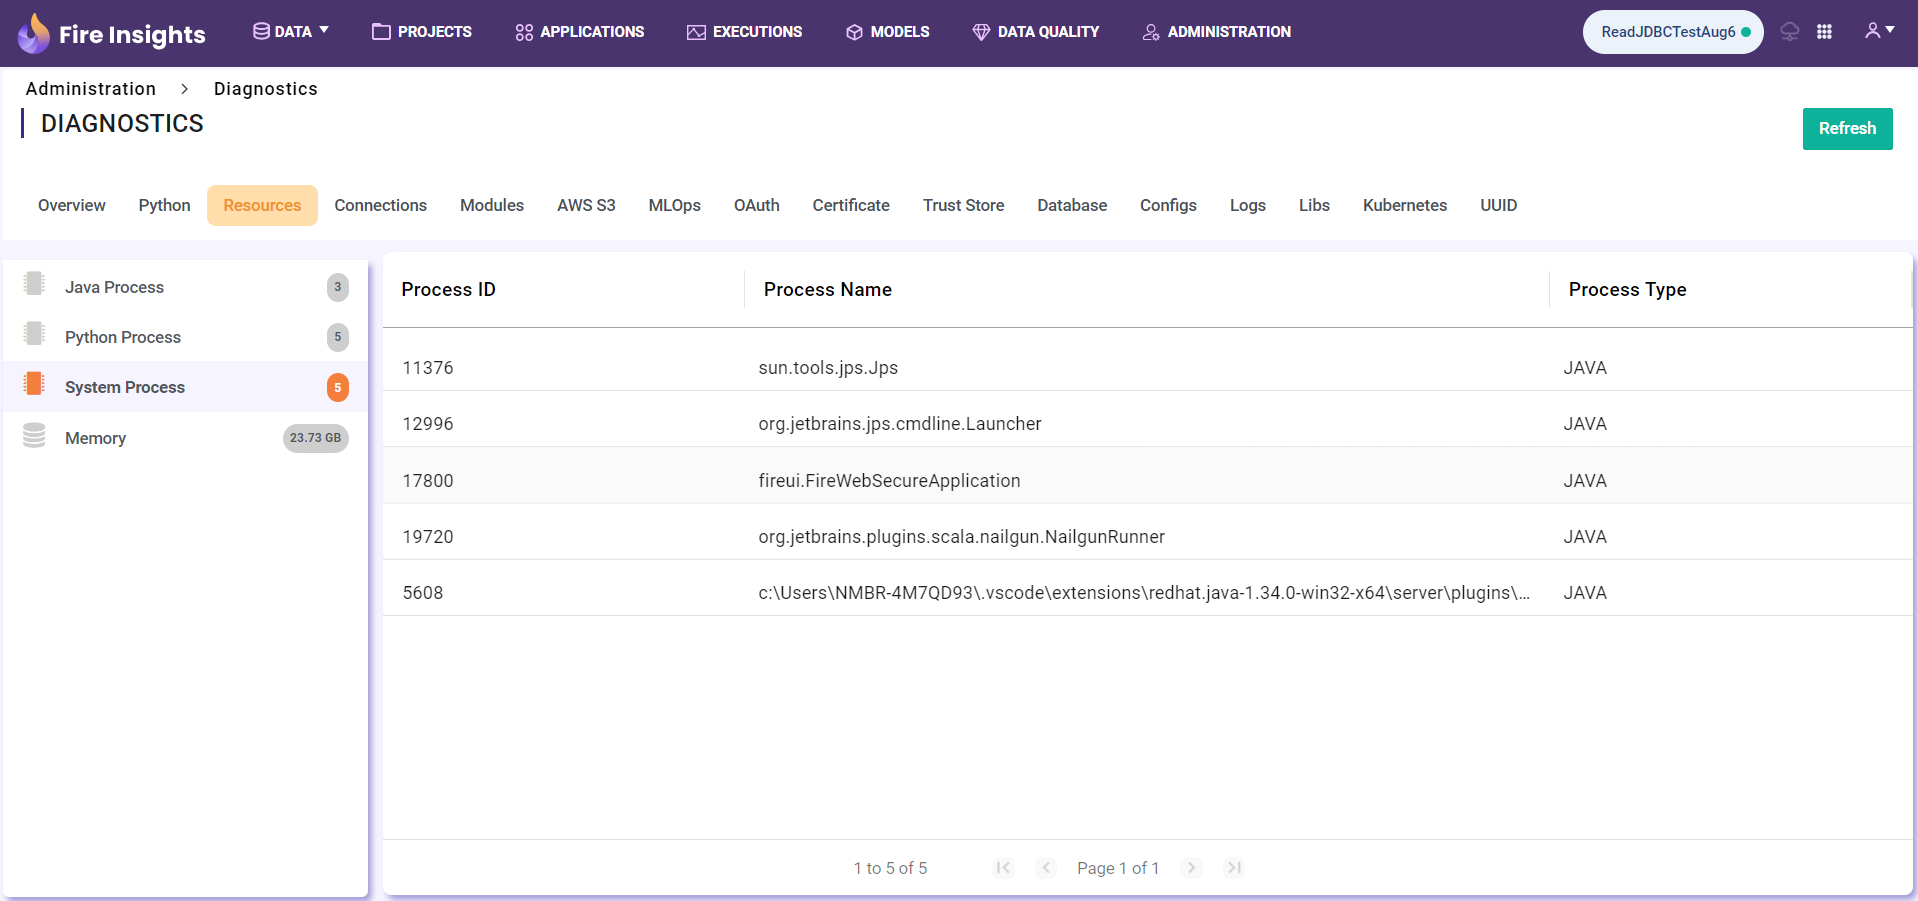 Fire Insights DATA PROJECTS APPLICATIONS EXECUTIONS MODELS DATA QUALITY ADMINISTRATION ReadJDBCTestAug6
Administration > Diagnostics
DIAGNOSTICS
Refresh
Overview Python Resources Connections Modules AWS S3 MLOps OAuth Certificate Trust Store Database Configs Logs Libs Kubernetes UUID
Java Process 3
Python Process 5
System Process 5
Memory 23.73 GB
Process ID Process Name Process Type
11376 sun.tools.jps.Jps JAVA
12996 org.jetbrains.jps.cmdline.Launcher JAVA
17800 fireui.FireWebSecureApplication JAVA
19720 org.jetbrains.plugins.scala.nailgun.NailgunRunner JAVA
5608 c:\Users\NMBR-4M7QD93\.vscode\extensions\redhat.java-1.34.0-win32-x64\server\plugins\... JAVA
1 to 5 of 5 Page 1 of 1